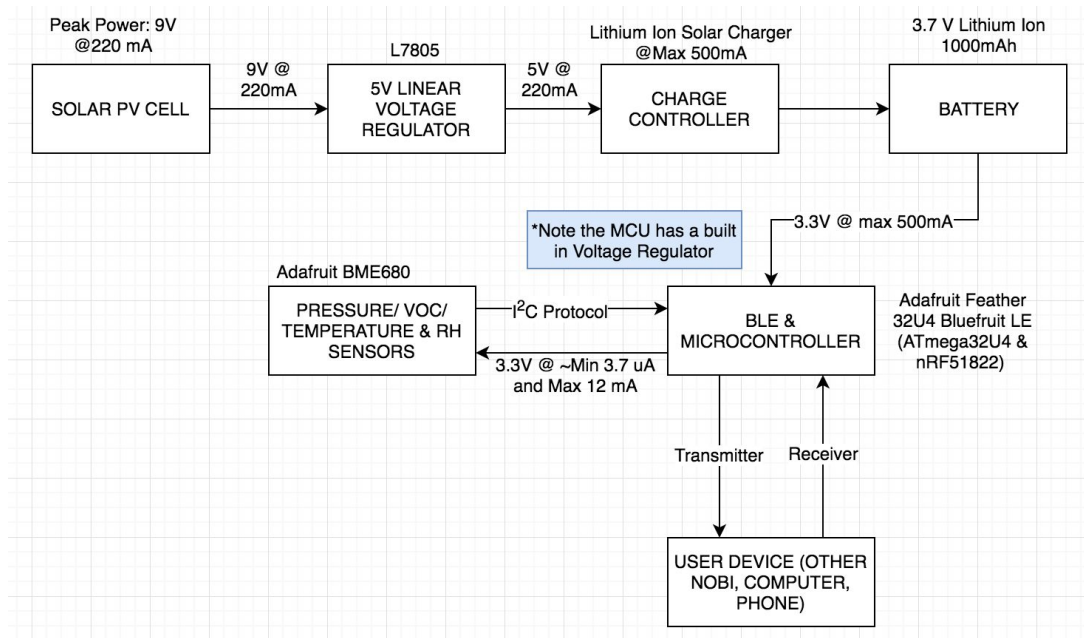 Peak Power: 9V
@220 mA
SOLAR PV CELL
9V @
220mA
L7805
5V LINEAR
VOLTAGE
REGULATOR
5V @
220mA
Lithium Ion Solar Charger
@Max 500mA
CHARGE
CONTROLLER
3.7 V Lithium Ion
1000mAh
BATTERY
3.3V @ max 500mA
*Note the MCU has a built
in Voltage Regulator
Adafruit BME680
PRESSURE/ VOC/
TEMPERATURE & RH
SENSORS
I²C Protocol
3.3V @ ~Min 3.7 uA
and Max 12 mA
BLE &
MICROCONTROLLER
Adafruit Feather
32U4 Bluefruit LE
(ATmega32U4 &
nRF51822)
Transmitter
Receiver
USER DEVICE (OTHER
NOBI, COMPUTER,
PHONE)